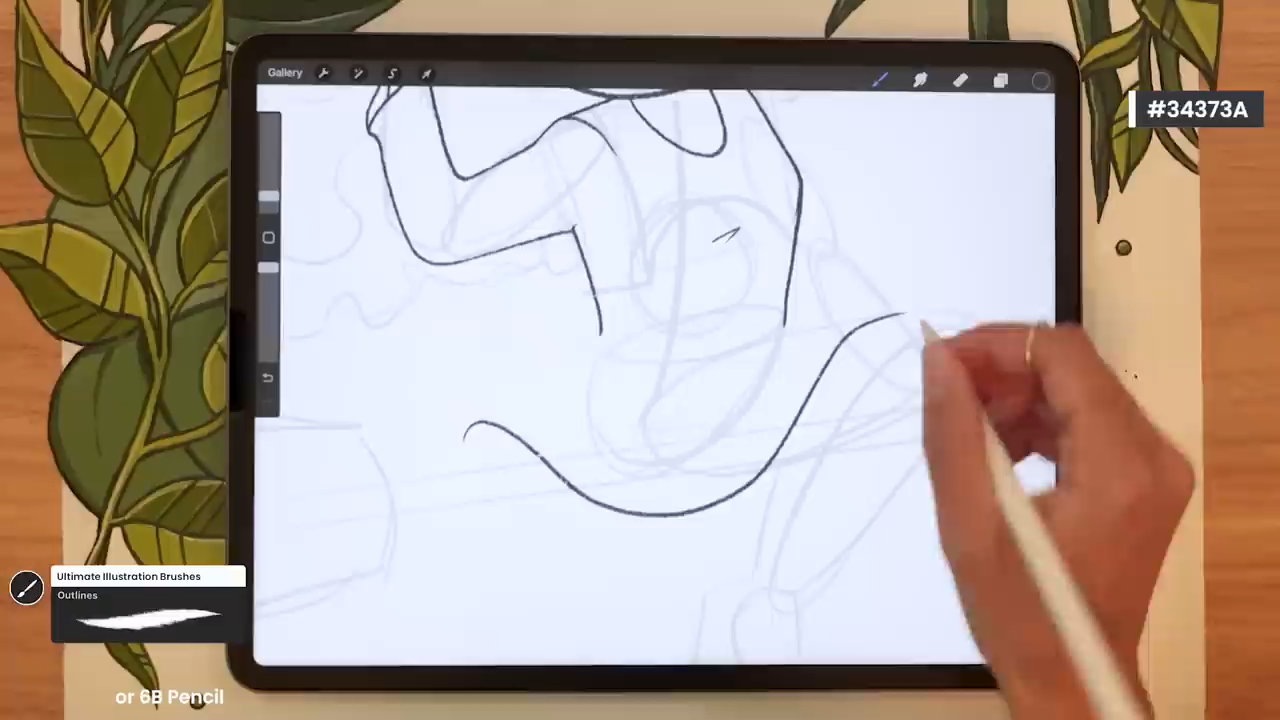 Gallery
#34373A
Ultimate Illustration Brushes
Outlines
or 6B Pencil